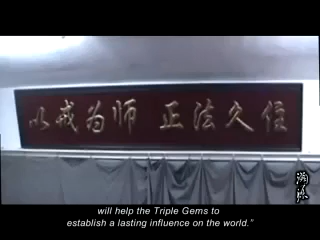 以戒为师 正法久住
will help the Triple Gems to
establish a lasting influence on the world."